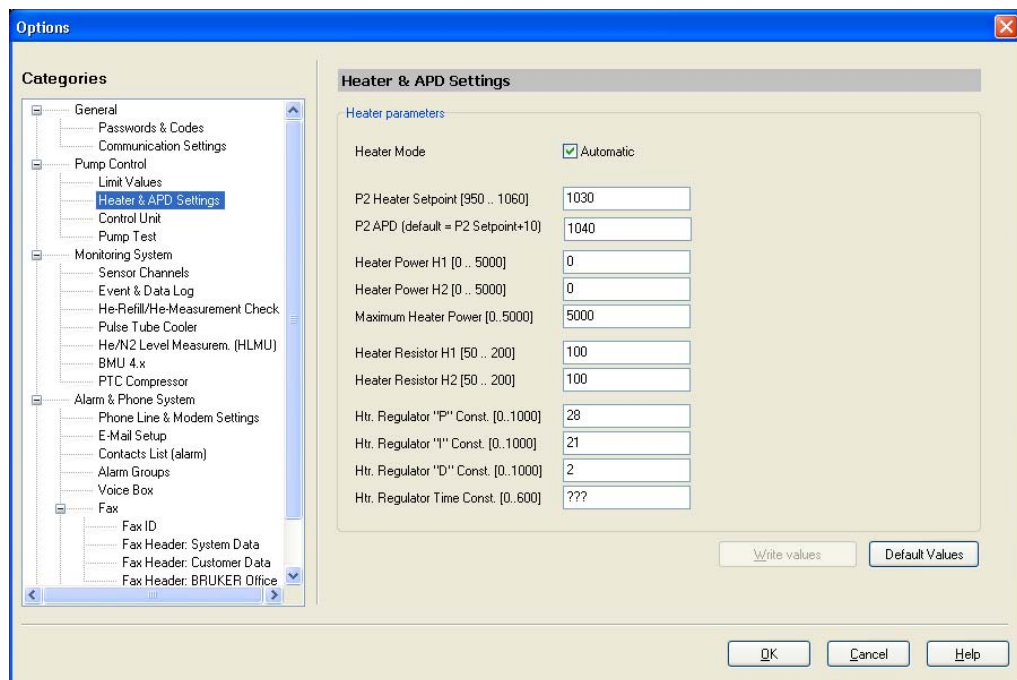 Options
Categories
General
Passwords & Codes
Communication Settings
Pump Control
Limit Values
Heater & APD Settings
Control Unit
Pump Test
Monitoring System
Sensor Channels
Event & Data Log
He-Refill/He-Measurement Check
Pulse Tube Cooler
He/N2 Level Measurem. (HLMU)
BMU 4.x
PTC Compressor
Alarm & Phone System
Phone Line & Modem Settings
E-Mail Setup
Contacts List (alarm)
Alarm Groups
Voice Box
Fax
Fax ID
Fax Header: System Data
Fax Header: Customer Data
Fax Header: BRUKER Office
Heater & APD Settings
Heater parameters
Heater Mode Automatic
P2 Heater Setpoint [950 .. 1060] 1030
P2 APD (default = P2 Setpoint+10) 1040
Heater Power H1 [0 .. 5000] 0
Heater Power H2 [0 .. 5000] 0
Maximum Heater Power [0..5000] 5000
Heater Resistor H1 [50 .. 200] 100
Heater Resistor H2 [50 .. 200] 100
Htr. Regulator "P" Const. [0..1000] 28
Htr. Regulator "I" Const. [0..1000] 21
Htr. Regulator "D" Const. [0..1000] 2
Htr. Regulator Time Const. [0..600] ???
Write values Default Values
OK Cancel Help